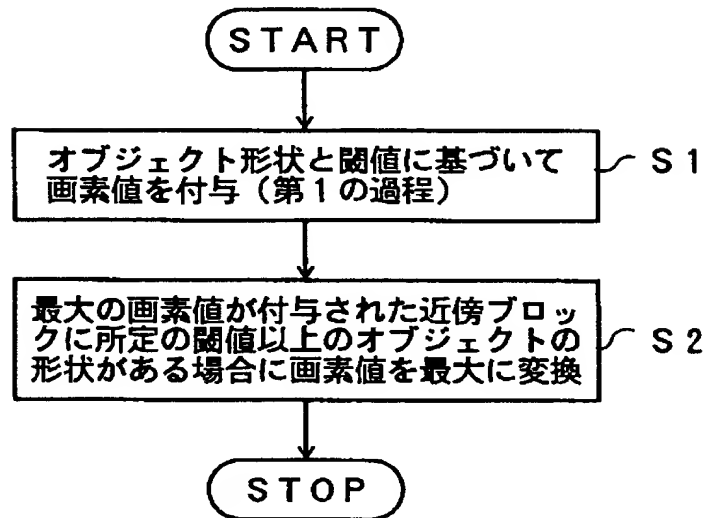 START
オブジェクト形状と閾値に基づいて
画素値を付与（第1の過程） S1
最大の画素値が付与された近傍ブロッ
クに所定の閾値以上のオブジェクトの S2
形状がある場合に画素値を最大に変換
STOP